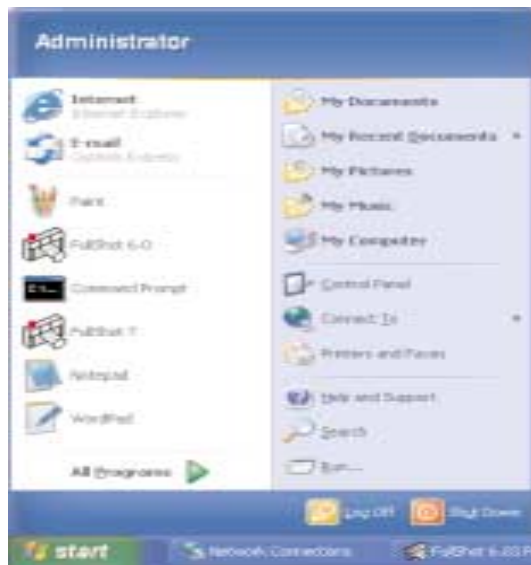 Administrator
Internet
Internet Explorer
E-mail
Outlook Express
Paint
FullShot 6-D
Command Prompt
FullShot 7
Notepad
WordPad
All Programs
My Documents
My Recent Documents
My Pictures
My Music
My Computer
Control Panel
Connect To
Printers and Faxes
Help and Support
Search
Run...
Log Off
Shut Down
start
Network Connections
FullShot